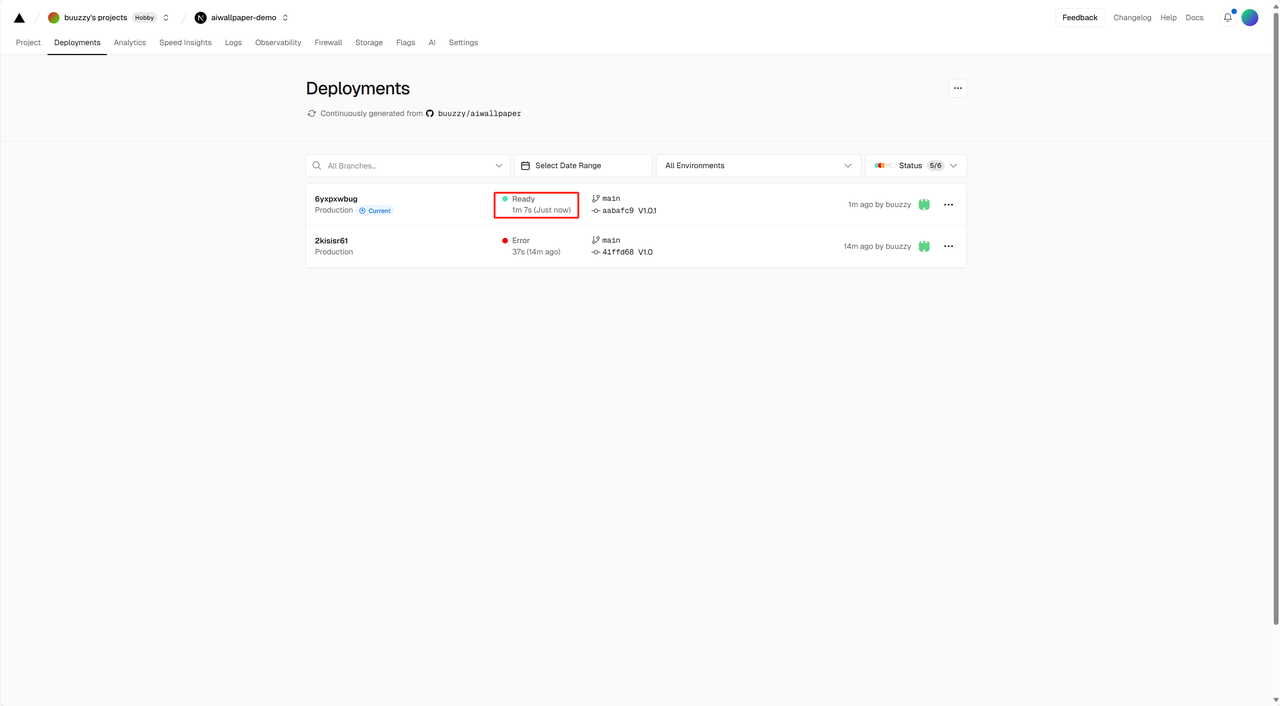 buuzzy's projects Hobby aiwallpaper-demo Feedback Changelog Help Docs
Project Deployments Analytics Speed Insights Logs Observability Firewall Storage Flags AI Settings
Deployments
Continuously generated from buuzzy/aiwallpaper
All Branches... Select Date Range All Environments Status 5/6
6yxpxwbug Ready main
Production Current 1m 7s (Just now) aabafc9 V1.0.1 1m ago by buuzzy
2kisisr61 Error main
Production 37s (14m ago) 41ffd68 V1.0 14m ago by buuzzy